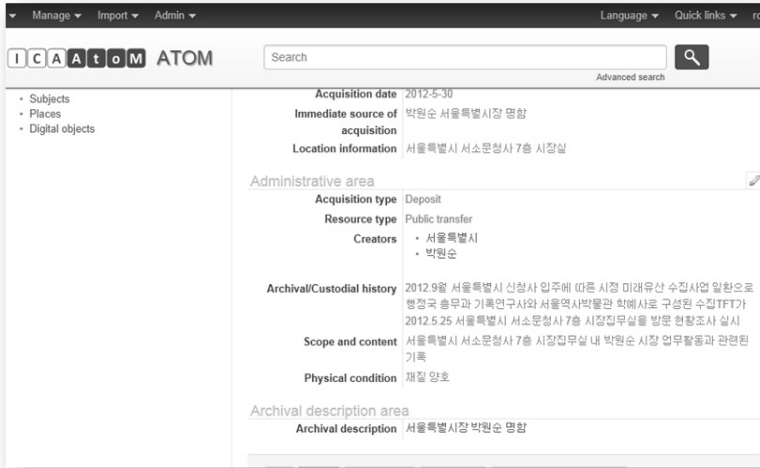 Manage Import Admin Language Quick links
ICAAtoM ATOM Search
Advanced search
Subjects
Places
Digital objects
Acquisition date 2012-5-30
Immediate source of acquisition 박원순 서울특별시장 명함
Location information 서울특별시 서소문청사 7층 시장실
Administrative area
Acquisition type Deposit
Resource type Public transfer
Creators 서울특별시
박원순
Archival/Custodial history 2012.9월 서울특별시 신청사 입주에 따른 시정 미래유산 수집사업 일환으로
행정국 총무과 기록연구사와 서울역사박물관 학예사로 구성된 수집TFT가
2012.5.25 서울특별시 서소문청사 7층 시장집무실을 방문 현황조사 실시
Scope and content 서울특별시 서소문청사 7층 시장집무실 내 박원순 시장 업무활동과 관련된
기록
Physical condition 재질 양호
Archival description area
Archival description 서울특별시장 박원순 명함